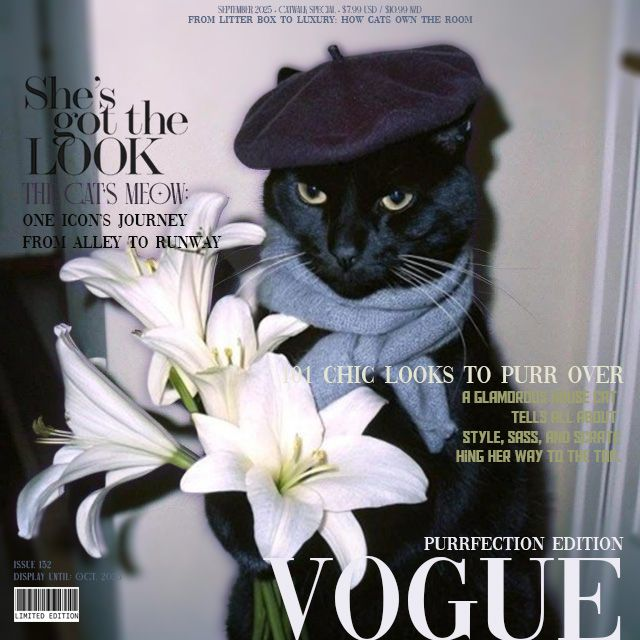 SEPTEMBER 2025 - CATWALK SPECIAL - $7.99 USD / $10.99 NZD
FROM LITTER BOX TO LUXURY: HOW CATS OWN THE ROOM
She's
got the
LOOK
THE CAT'S MEOW:
ONE ICON'S JOURNEY
FROM ALLEY TO RUNWAY
101 CHIC LOOKS TO PURR OVER
A GLAMOROUS HOUSE CAT
TELLS ALL ABOUT
STYLE, SASS, AND SCRATC
HING HER WAY TO THE TOP.
PURRFECTION EDITION
VOGUE
ISSUE 152
DISPLAY UNTIL: OCT.
LIMITED EDITION